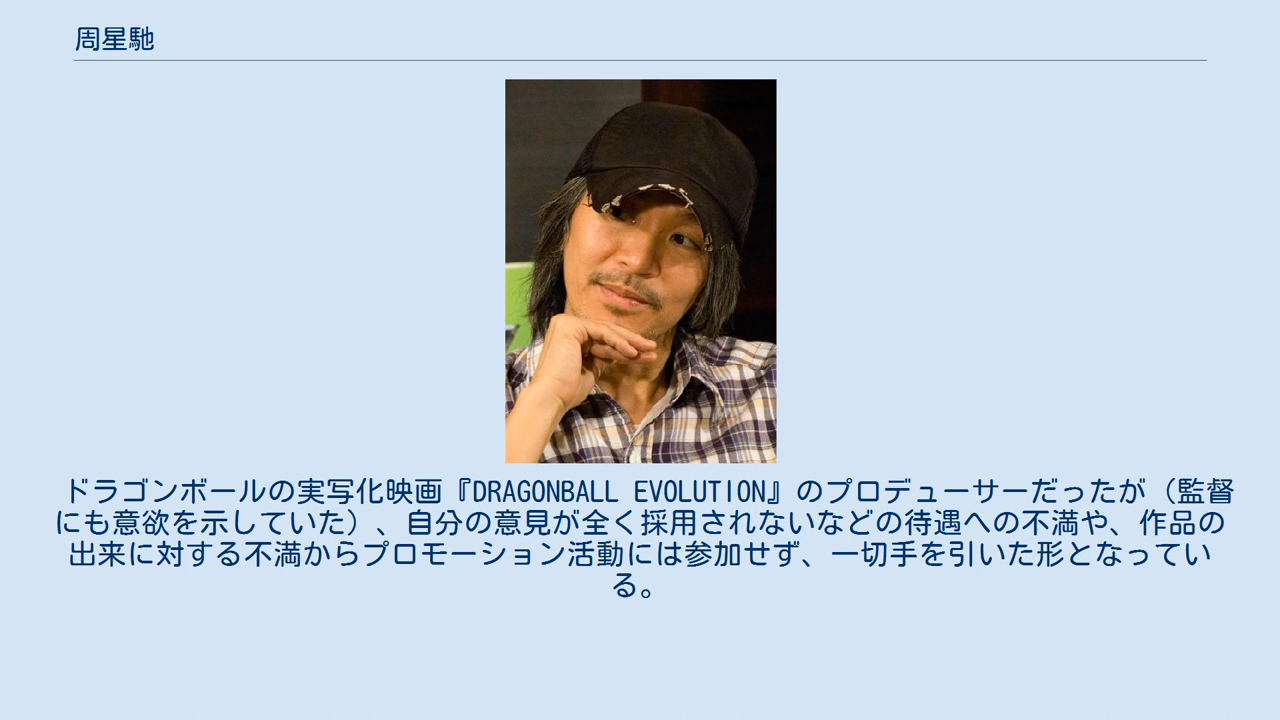 周星馳
ドラゴンボールの実写化映画『DRAGONBALL EVOLUTION』のプロデューサーだったが（監督
にも意欲を示していた）、自分の意見が全く採用されないなどの待遇への不満や、作品の
出来に対する不満からプロモーション活動には参加せず、一切手を引いた形となってい
る。